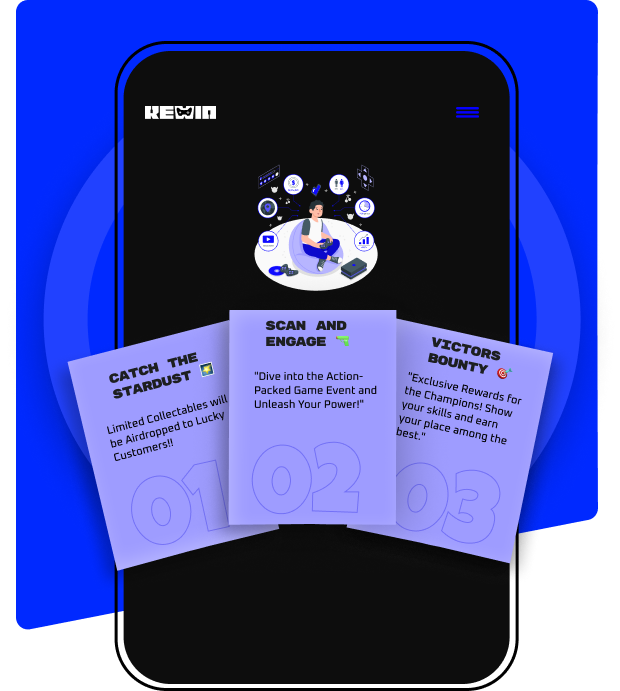 KEWIN
CATCH THE
STARDUST 🎇
Limited Collectables will
be Airdropped to Lucky
Customers!!
01
SCAN AND
ENGAGE 🔫
"Dive into the Action-
Packed Game Event and
Unleash Your Power!"
02
VICTORS
BOUNTY 🎯
"Exclusive Rewards for
the Champions! Show
your skills and earn
your place among the
best."
03